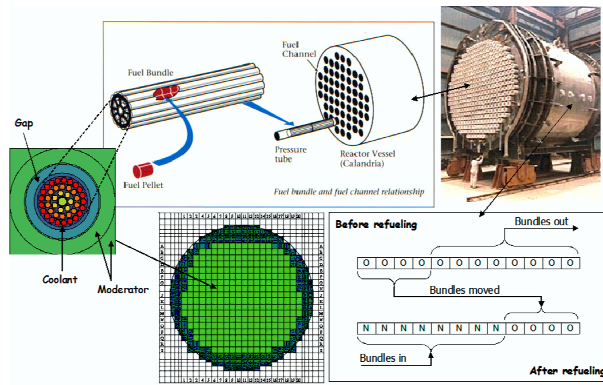 Fuel Bundle
Fuel
Channel
Gap
Fuel Pellet
Pressure
tube
Reactor Vessel
(Calandria)
Fuel bundle and fuel channel relationship
Coolant
Moderator
Before refueling
Bundles out
O O O O O O O O O O O O
Bundles moved
N N N N N N N N O O O O
Bundles in
After refueling